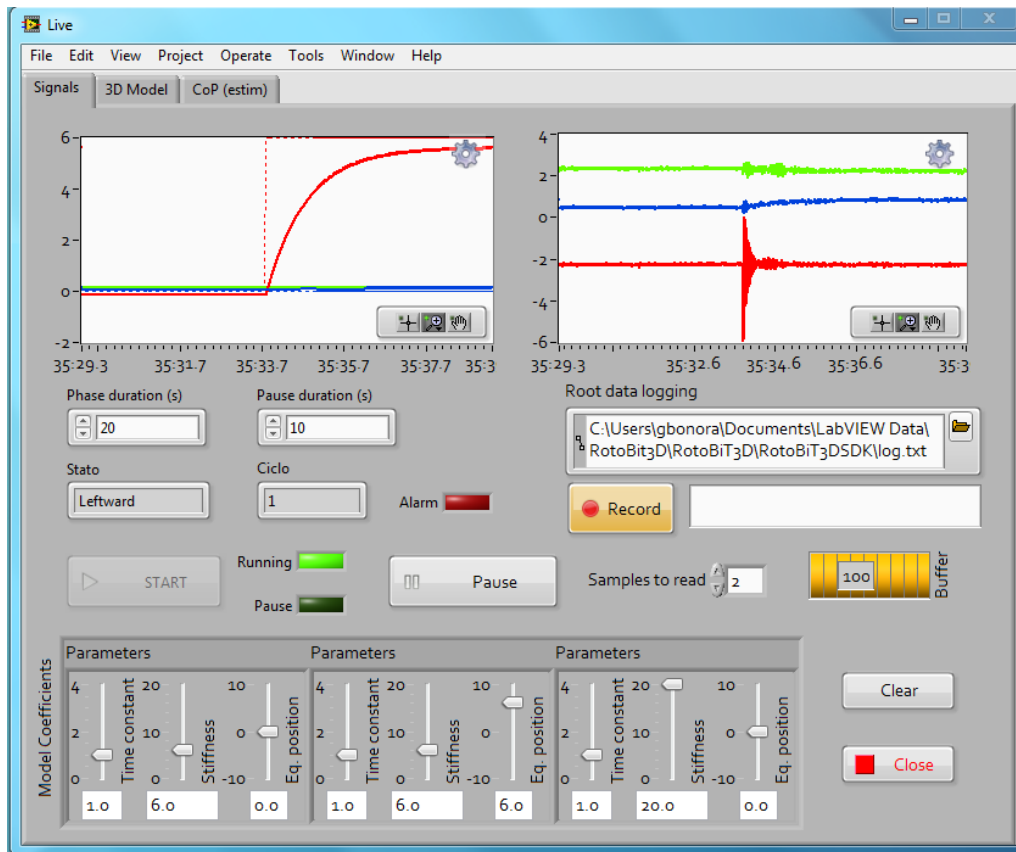 Live
File Edit View Project Operate Tools Window Help
Signals 3D Model CoP (estim)
6
4
2
0
-2
35:29.3 35:31.7 35:33.7 35:35.7 35:37.7 35:3
4
2
0
-2
-4
-6
35:29.3 35:32.6 35:34.6 35:36.6 35:3
Phase duration (s) Pause duration (s)
20 10
Stato Ciclo
Leftward 1 Alarm
Root data logging
C:\Users\gbonora\Documents\LabVIEW Data\
RotoBit3D\RotoBiT3D\RotoBiT3DSDK\log.txt
Record
START Running Pause
Pause
Samples to read 2 100 Buffer
Model Coefficients
Parameters Parameters Parameters
4 2 0 Time constant 20 10 0 Stiffness 10 0 -10 Eq. position
1.0 6.0 0.0
4 2 0 Time constant 20 10 0 Stiffness 10 0 -10 Eq. position
1.0 6.0 6.0
4 2 0 Time constant 20 10 0 Stiffness 10 0 -10 Eq. position
1.0 20.0 0.0
Clear
Close